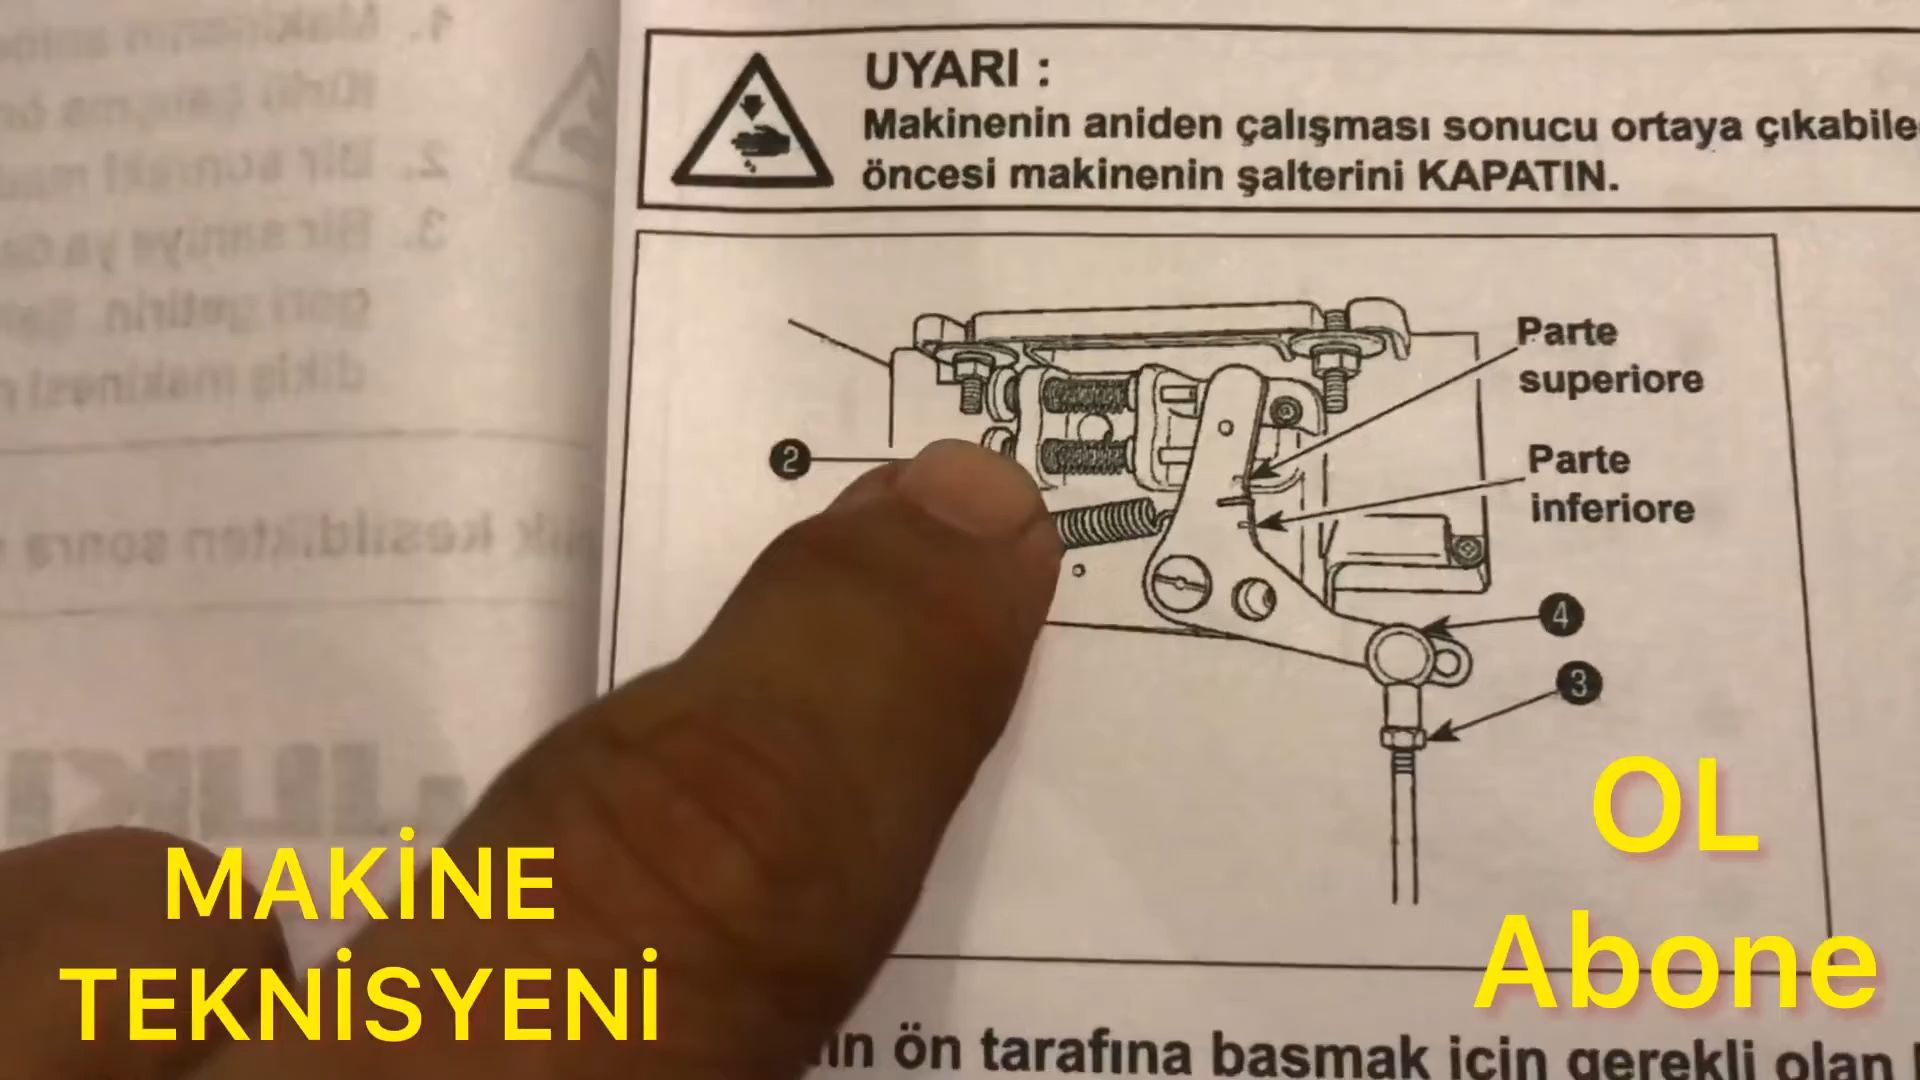 UYARI :
Makinenin aniden çalışması sonucu ortaya çıkabile
öncesi makinenin şalterini KAPATIN.
Parte
superiore
Parte
inferiore
2
4
3
OL
Abone
MAKİNE
TEKNİSYENİ
ın ön tarafına basmak için gerekli olan